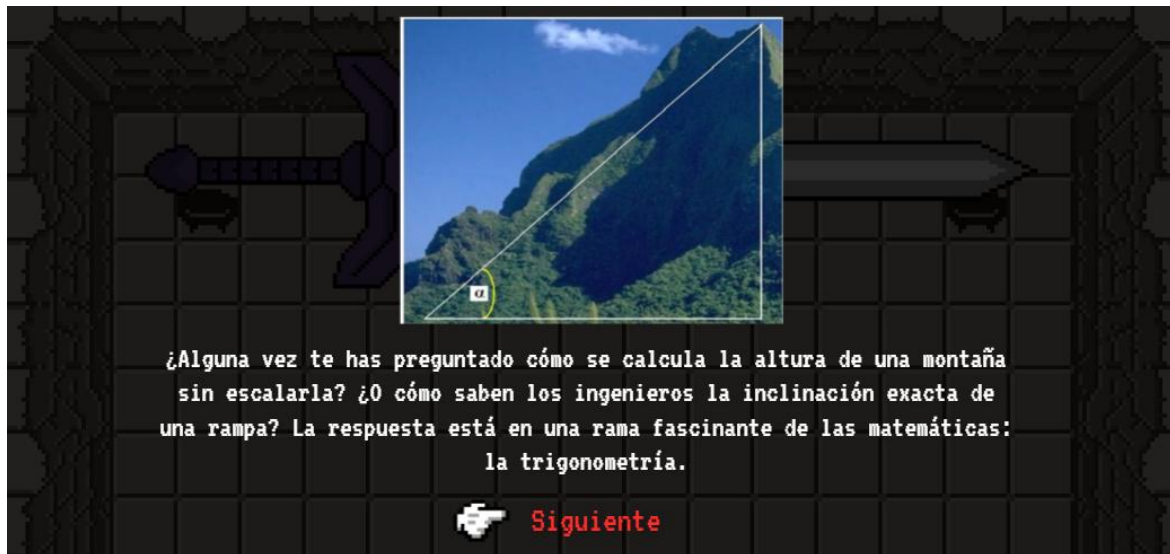 α
¿Alguna vez te has preguntado cómo se calcula la altura de una montaña
sin escalarla? ¿O cómo saben los ingenieros la inclinación exacta de
una rampa? La respuesta está en una rama fascinante de las matemáticas:
la trigonometría.
Siguiente